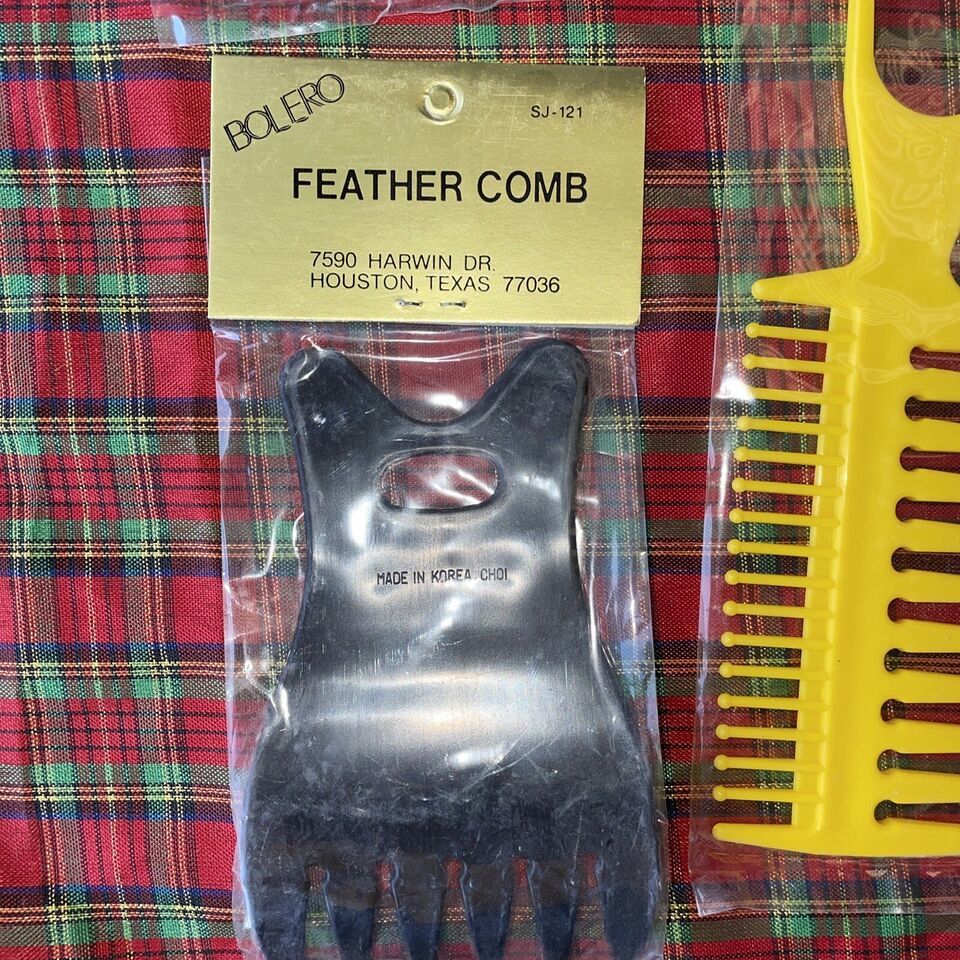 BOLERO
SJ-121
FEATHER COMB
7590 HARWIN DR.
HOUSTON, TEXAS 77036
MADE IN KOREA CHOI